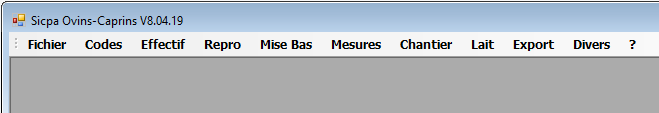 Sicpa Ovins-Caprins V8.04.19
Fichier Codes Effectif Repro Mise Bas Mesures Chantier Lait Export Divers ?